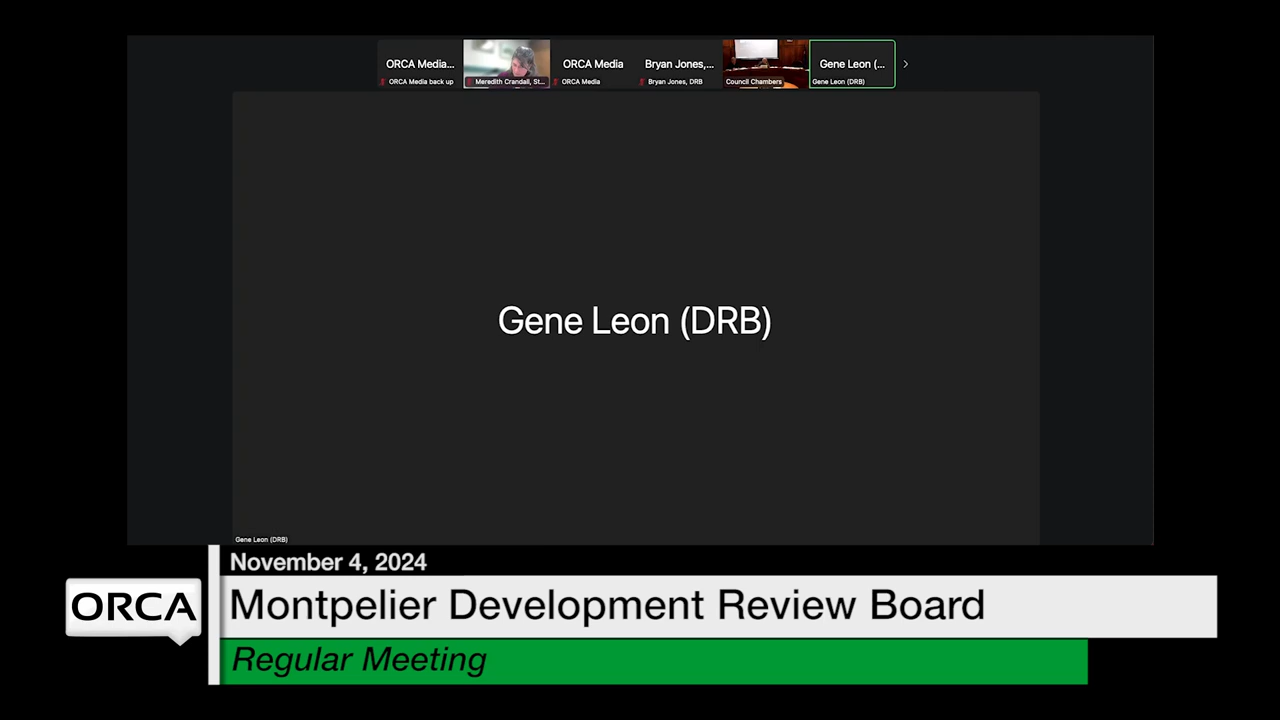 ORCA Media...
ORCA Media
Bryan Jones,...
Gene Leon (...
ORCA Media back up
Meredith Crandall, St...
ORCA Media
Bryan Jones, DRB
Council Chambers
Gene Leon (DRB)
Gene Leon (DRB)
Gene Leon (DRB)
November 4, 2024
ORCA
Montpelier Development Review Board
Regular Meeting